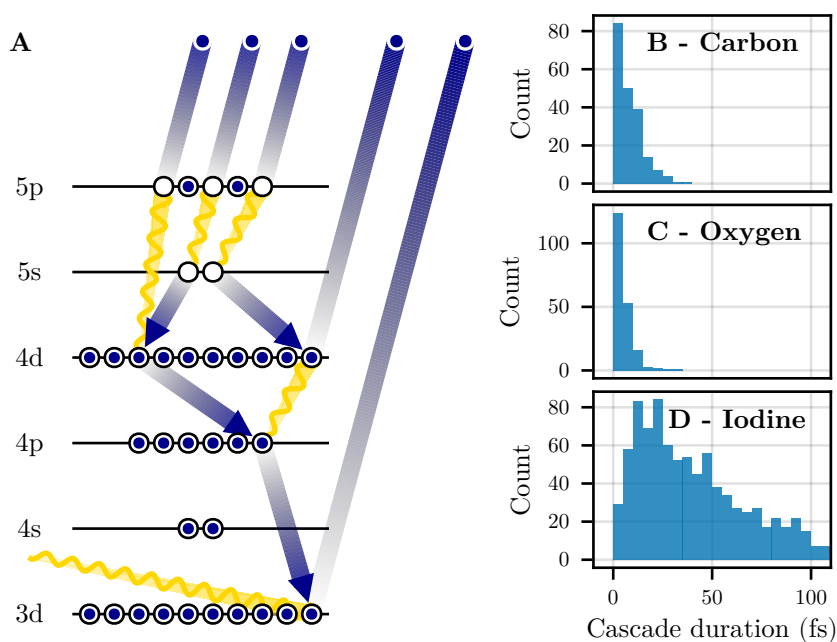 A
5p
5s
4d
4p
4s
3d
B - Carbon
Count
80
60
40
20
0
C - Oxygen
Count
100
50
0
D - Iodine
Count
80
60
40
20
0
0 50 100
Cascade duration (fs)